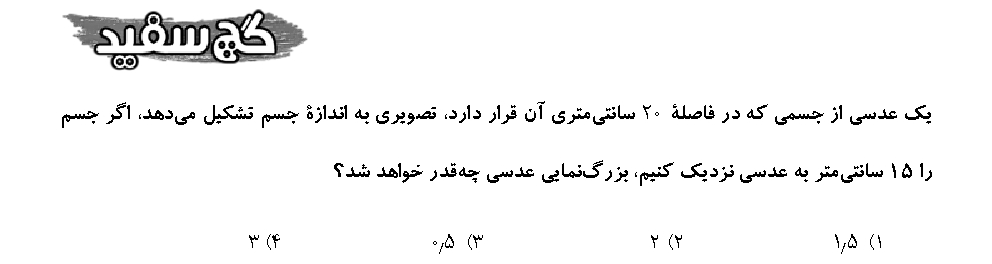 گچ سفید
یک عدسی از جسمی که در فاصلهٔ ۲۰ سانتی‌متری آن قرار دارد، تصویری به اندازهٔ جسم تشکیل می‌دهد، اگر جسم
را ۱۵ سانتی‌متر به عدسی نزدیک کنیم، بزرگ‌نمایی عدسی چه‌قدر خواهد شد؟
۱) ۱٫۵ ۲) ۲ ۳) ۰٫۵ ۴) ۳